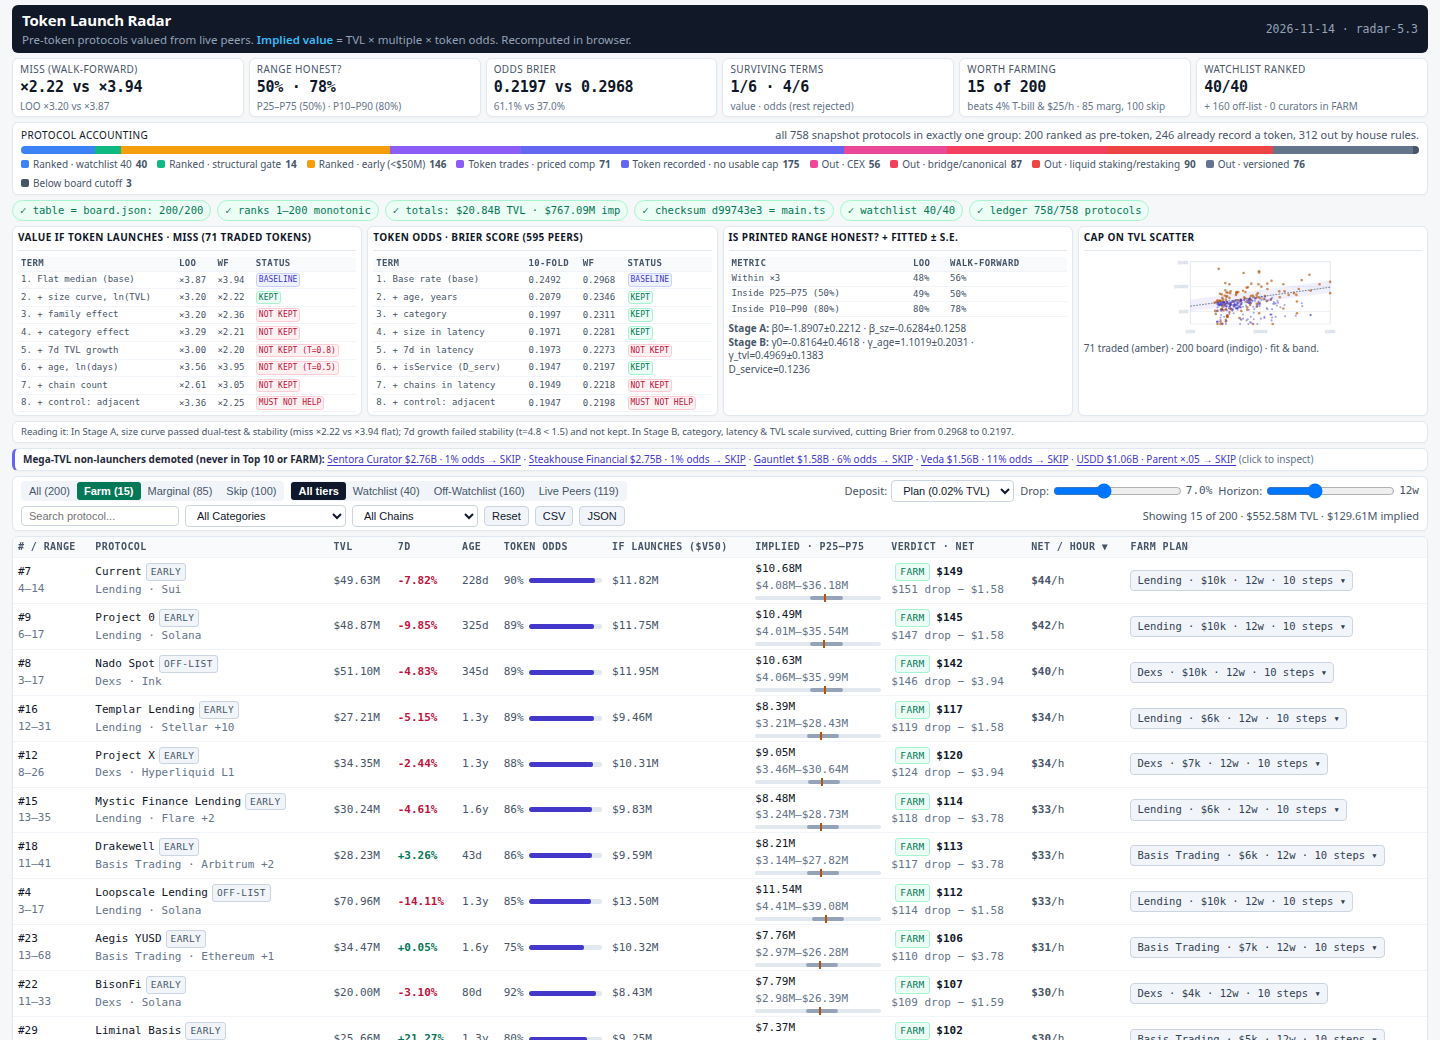 Token Launch Radar
Pre-token protocols valued from live peers. Implied value = TVL × multiple × token odds. Recomputed in browser.
2026-11-14 · radar-5.3
MISS (WALK-FORWARD)
×2.22 vs ×3.94
LOO ×3.20 vs ×3.87
RANGE HONEST?
50% · 78%
P25–P75 (50%) · P10–P90 (80%)
ODDS BRIER
0.2197 vs 0.2968
61.1% vs 37.0%
SURVIVING TERMS
1/6 · 4/6
value · odds (rest rejected)
WORTH FARMING
15 of 200
beats 4% T-bill & $25/h · 85 marg, 100 skip
WATCHLIST RANKED
40/40
+ 160 off-list · 0 curators in FARM
PROTOCOL ACCOUNTING
all 758 snapshot protocols in exactly one group: 200 ranked as pre-token, 246 already record a token, 312 out by house rules.
Ranked · watchlist 40 40
Ranked · structural gate 14
Ranked · early (<$50M) 146
Token trades · priced comp 71
Token recorded · no usable cap 175
Out · CEX 56
Out · bridge/canonical 87
Out · liquid staking/restaking 90
Out · versioned 76
Below board cutoff 3
✓ table = board.json: 200/200
✓ ranks 1–200 monotonic
✓ totals: $20.84B TVL · $767.09M imp
✓ checksum d99743e3 = main.ts
✓ watchlist 40/40
✓ ledger 758/758 protocols
VALUE IF TOKEN LAUNCHES · MISS (71 TRADED TOKENS)
TERM LOO WF STATUS
1. Flat median (base) ×3.87 ×3.94 BASELINE
2. + size curve, ln(TVL) ×3.20 ×2.22 KEPT
3. + family effect ×3.20 ×2.36 NOT KEPT
4. + category effect ×3.29 ×2.21 NOT KEPT
5. + 7d TVL growth ×3.00 ×2.20 NOT KEPT (T=0.8)
6. + age, ln(days) ×3.56 ×3.95 NOT KEPT (T=0.5)
7. + chain count ×2.61 ×3.05 NOT KEPT
8. + control: adjacent ×3.36 ×2.25 MUST NOT HELP
TOKEN ODDS · BRIER SCORE (595 PEERS)
TERM 10-FOLD WF STATUS
1. Base rate (base) 0.2492 0.2968 BASELINE
2. + age, years 0.2079 0.2346 KEPT
3. + category 0.1997 0.2311 KEPT
4. + size in latency 0.1971 0.2281 KEPT
5. + 7d in latency 0.1973 0.2273 NOT KEPT
6. + isService (D_serv) 0.1947 0.2197 KEPT
7. + chains in latency 0.1949 0.2218 NOT KEPT
8. + control: adjacent 0.1947 0.2198 MUST NOT HELP
IS PRINTED RANGE HONEST? + FITTED ± S.E.
METRIC LOO WALK-FORWARD
Within ×3 48% 56%
Inside P25–P75 (50%) 49% 50%
Inside P10–P90 (80%) 80% 78%
Stage A: β0=-1.8907±0.2212 · β_sz=-0.6284±0.1258
Stage B: γ0=-0.8164±0.4618 · γ_age=1.1019±0.2031 ·
γ_tvl=0.4969±0.1383
D_service=0.1236
CAP ON TVL SCATTER
71 traded (amber) · 200 board (indigo) · fit & band.
Reading it: In Stage A, size curve passed dual-test & stability (miss ×2.22 vs ×3.94 flat); 7d growth failed stability (t=4.8 < 1.5) and not kept. In Stage B, category, latency & TVL scale survived, cutting Brier from 0.2968 to 0.2197.
Mega-TVL non-launchers demoted (never in Top 10 or FARM): Sentora Curator $2.76B · 1% odds → SKIP · Steakhouse Financial $2.75B · 1% odds → SKIP · Gauntlet $1.58B · 6% odds → SKIP · Veda $1.56B · 11% odds → SKIP · USDD $1.06B · Parent ×.05 → SKIP (click to inspect)
All (200) Farm (15) Marginal (85) Skip (100) All tiers Watchlist (40) Off-Watchlist (160) Live Peers (119)
Deposit: Plan (0.02% TVL) Drop: 7.0% Horizon: 12w
Search protocol... All Categories All Chains Reset CSV JSON
Showing 15 of 200 · $552.58M TVL · $129.61M implied
# / RANGE PROTOCOL TVL 7D AGE TOKEN ODDS IF LAUNCHES ($V50) IMPLIED · P25–P75 VERDICT · NET NET / HOUR ▼ FARM PLAN
#7 Current EARLY $49.63M -7.82% 228d 90% $11.82M $10.68M FARM $149 $44/h Lending · $10k · 12w · 10 steps ▾
4–14 Lending · Sui $4.08M–$36.18M $151 drop − $1.58
#9 Project 0 EARLY $48.87M -9.85% 325d 89% $11.75M $10.49M FARM $145 $42/h Lending · $10k · 12w · 10 steps ▾
6–17 Lending · Solana $4.01M–$35.54M $147 drop − $1.58
#8 Nado Spot OFF-LIST $51.10M -4.83% 345d 89% $11.95M $10.63M FARM $142 $40/h Dexs · $10k · 12w · 10 steps ▾
3–17 Dexs · Ink $4.06M–$35.99M $146 drop − $3.94
#16 Templar Lending EARLY $27.21M -5.15% 1.3y 89% $9.46M $8.39M FARM $117 $34/h Lending · $6k · 12w · 10 steps ▾
12–31 Lending · Stellar +10 $3.21M–$28.43M $119 drop − $1.58
#12 Project X EARLY $34.35M -2.44% 1.3y 88% $10.31M $9.05M FARM $120 $34/h Dexs · $7k · 12w · 10 steps ▾
8–26 Dexs · Hyperliquid L1 $3.46M–$30.64M $124 drop − $3.94
#15 Mystic Finance Lending EARLY $30.24M -4.61% 1.6y 86% $9.83M $8.48M FARM $114 $33/h Lending · $6k · 12w · 10 steps ▾
13–35 Lending · Flare +2 $3.24M–$28.73M $118 drop − $3.78
#18 Drakewell EARLY $28.23M +3.26% 43d 86% $9.59M $8.21M FARM $113 $33/h Basis Trading · $6k · 12w · 10 steps ▾
11–41 Basis Trading · Arbitrum +2 $3.14M–$27.82M $117 drop − $3.78
#4 Loopscale Lending OFF-LIST $70.96M -14.11% 1.3y 85% $13.50M $11.54M FARM $112 $33/h Lending · $10k · 12w · 10 steps ▾
3–17 Lending · Solana $4.41M–$39.08M $114 drop − $1.58
#23 Aegis YUSD EARLY $34.47M +0.05% 1.6y 75% $10.32M $7.76M FARM $106 $31/h Basis Trading · $7k · 12w · 10 steps ▾
13–68 Basis Trading · Ethereum +1 $2.97M–$26.28M $110 drop − $3.78
#22 BisonFi EARLY $20.00M -3.10% 80d 92% $8.43M $7.79M FARM $107 $30/h Dexs · $4k · 12w · 10 steps ▾
11–33 Dexs · Solana $2.98M–$26.39M $109 drop − $1.59
#29 Liminal Basis EARLY $25.66M +21.27% 1.3y 80% $9.25M $7.37M FARM $102 $30/h Basis Trading · $5k · 12w · 10 steps ▾